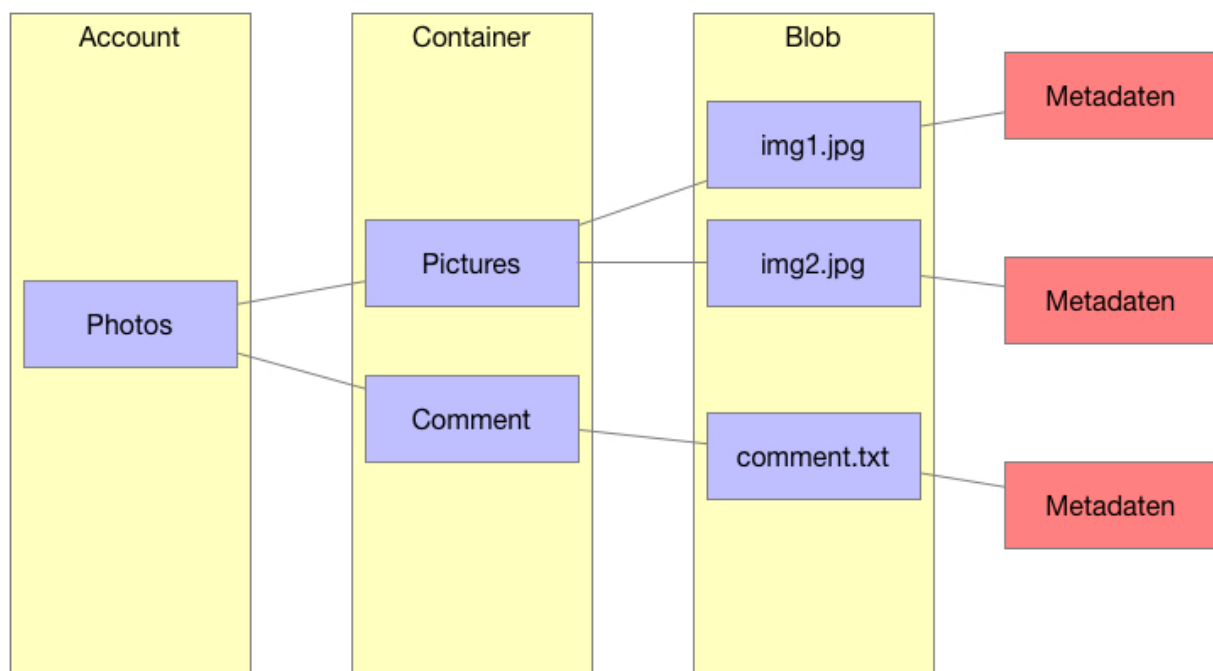 Account
Container
Blob
Metadaten
img1.jpg
Pictures
img2.jpg
Metadaten
Photos
Comment
comment.txt
Metadaten